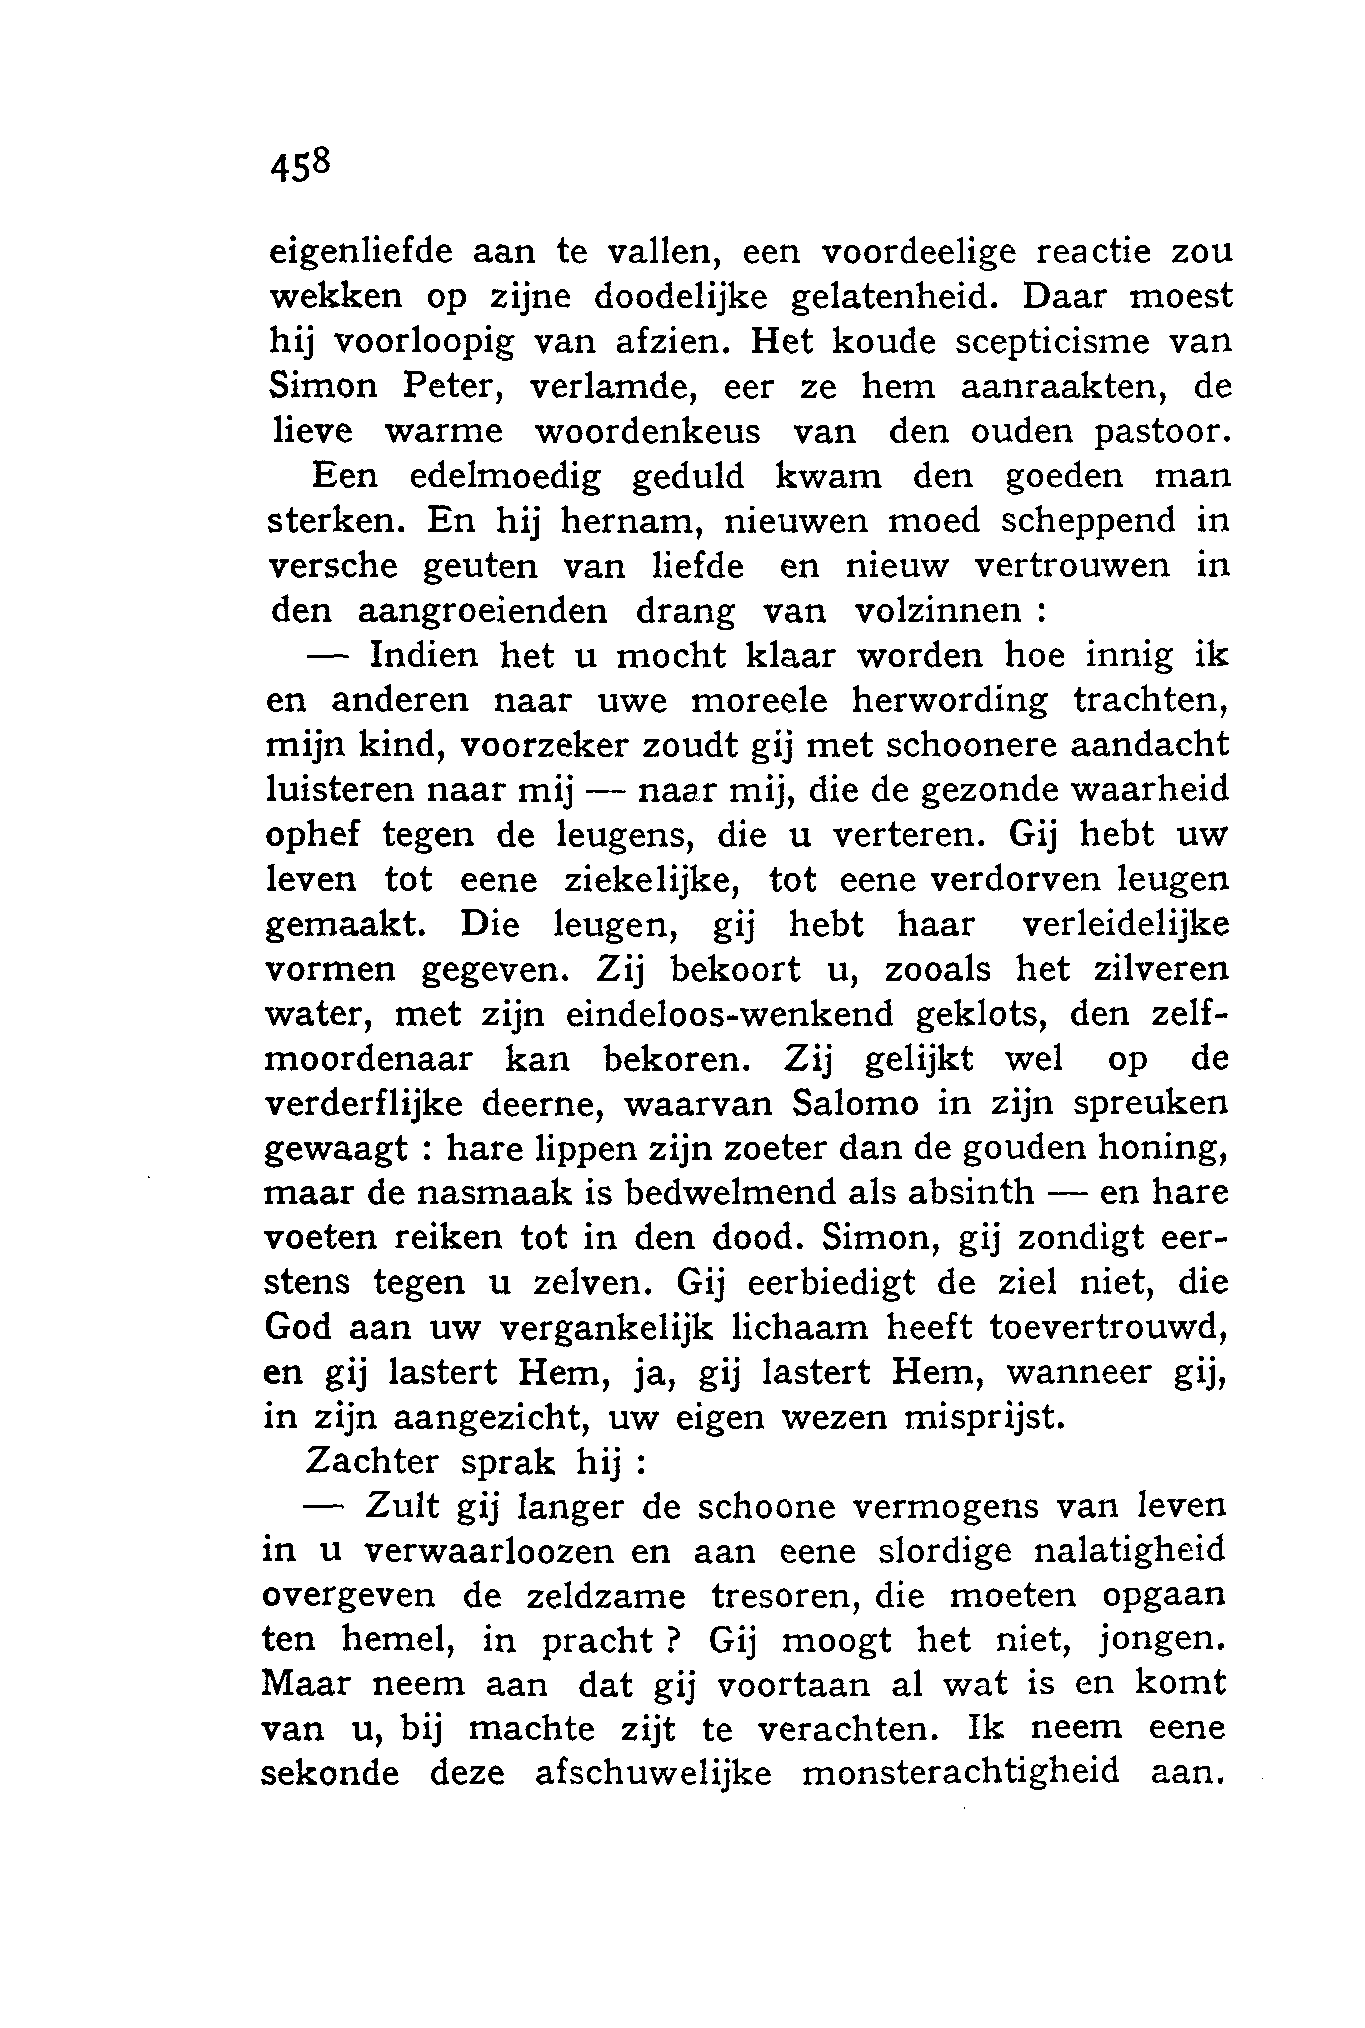 458
eigenliefde aan te vallen, een voordeelige reactie zou
wekken op zijne doodelijke gelatenheid. Daar moest
hij voorloopig van afzien. Het koude scepticisme van
Simon Peter, verlamde, eer ze hem aanraakten, de
lieve warme woordenkeus van den ouden pastoor.
Een edelmoedig geduld kwam den goeden man
sterken. En hij hernam, nieuwen moed scheppend in
versche geuten van liefde en nieuw vertrouwen in
den aangroeienden drang van volzinnen :
— Indien het u mocht klaar worden hoe innig ik
en anderen naar uwe moreele herwording trachten,
mijn kind, voorzeker zoudt gij met schoonere aandacht
luisteren naar mij — naar mij, die de gezonde waarheid
ophef tegen de leugens, die u verteren. Gij hebt uw
leven tot eene ziekelijke, tot eene verdorven leugen
gemaakt. Die leugen, gij hebt haar verleidelijke
vormen gegeven. Zij bekoort u, zooals het zilveren
water, met zijn eindeloos-wenkend geklots, den zelf-
moordenaar kan bekoren. Zij gelijkt wel op de
verderflijke deerne, waarvan Salomo in zijn spreuken
gewaagt : hare lippen zijn zoeter dan de gouden honing,
maar de nasmaak is bedwelmend als absinth — en hare
voeten reiken tot in den dood. Simon, gij zondigt eer-
stens tegen u zelven. Gij eerbiedigt de ziel niet, die
God aan uw vergankelijk lichaam heeft toevertrouwd,
en gij lastert Hem, ja, gij lastert Hem, wanneer gij,
in zijn aangezicht, uw eigen wezen misprijst.
Zachter sprak hij :
— Zult gij langer de schoone vermogens van leven
in u verwaarloozen en aan eene slordige nalatigheid
overgeven de zeldzame tresoren, die moeten opgaan
ten hemel, in pracht ? Gij moogt het niet, jongen.
Maar neem aan dat gij voortaan al wat is en komt
van u, bij machte zijt te verachten. Ik neem eene
sekonde deze afschuwelijke monsterachtigheid aan.